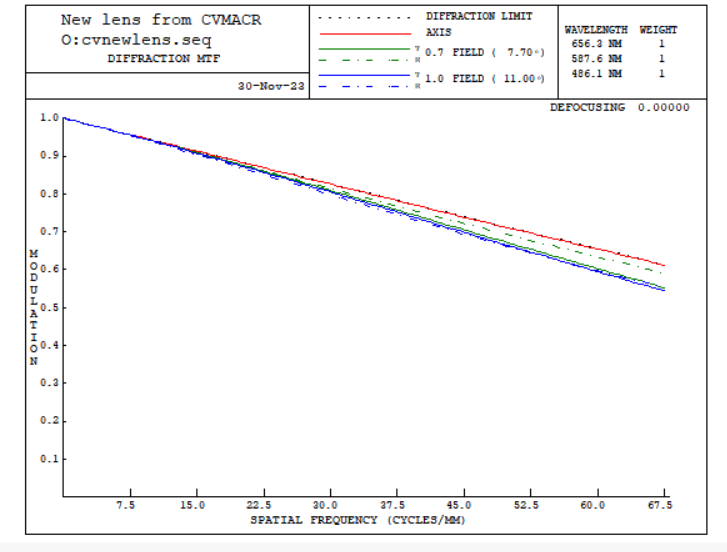 New lens from CVMACR
O:cvnewlens.seq
DIFFRACTION MTF
30-Nov-23
DIFFRACTION LIMIT
AXIS
T
R
0.7 FIELD ( 7.70°)
T
R
1.0 FIELD ( 11.00°)
WAVELENGTH WEIGHT
656.3 NM 1
587.6 NM 1
486.1 NM 1
DEFOCUSING 0.00000
1.0
0.9
0.8
0.7
0.6
0.5
0.4
0.3
0.2
0.1
MODULATION
7.5 15.0 22.5 30.0 37.5 45.0 52.5 60.0 67.5
SPATIAL FREQUENCY (CYCLES/MM)